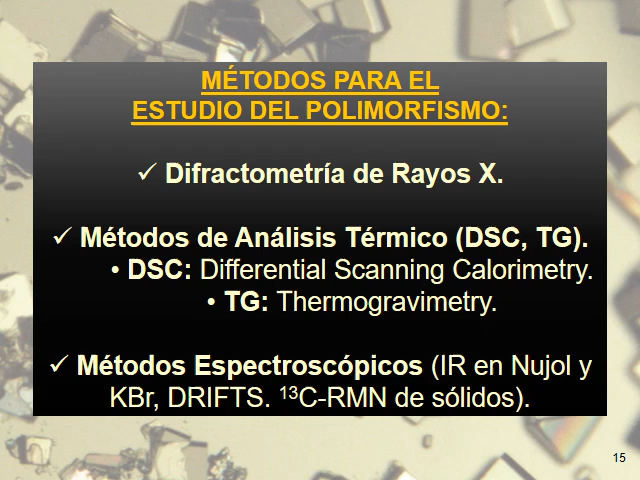 MÉTODOS PARA EL
ESTUDIO DEL POLIMORFISMO:
✓ Difractometría de Rayos X.
✓ Métodos de Análisis Térmico (DSC, TG).
• DSC: Differential Scanning Calorimetry.
• TG: Thermogravimetry.
✓ Métodos Espectroscópicos (IR en Nujol y
KBr, DRIFTS. ¹³C-RMN de sólidos).
15